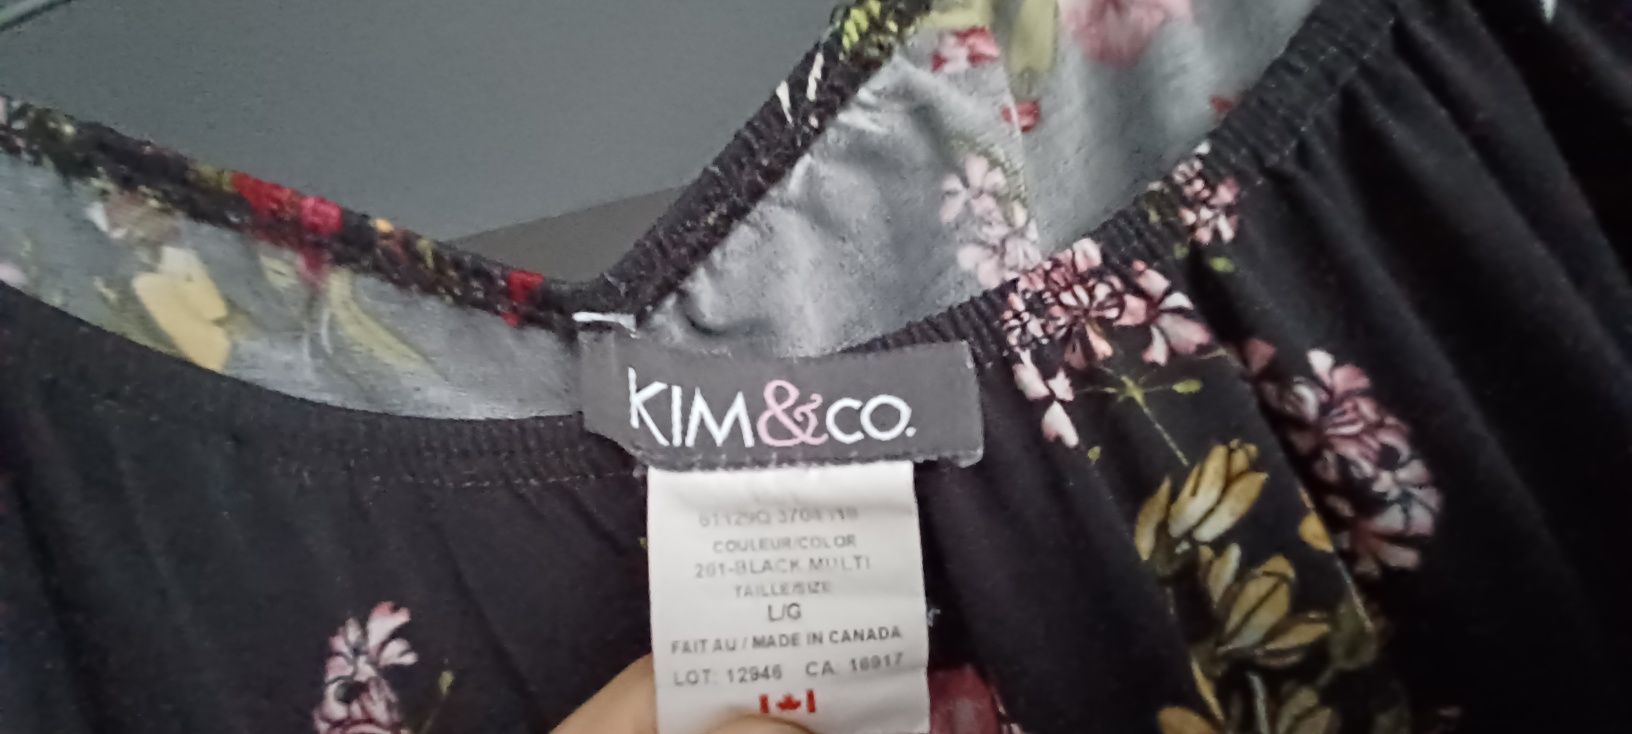 KIM&CO.
COULEUR/COLOR
201-BLACK MULTI
TAILLE/SIZE
L/G
FAIT AU / MADE IN CANADA
LOT: 12946 CA. 16917